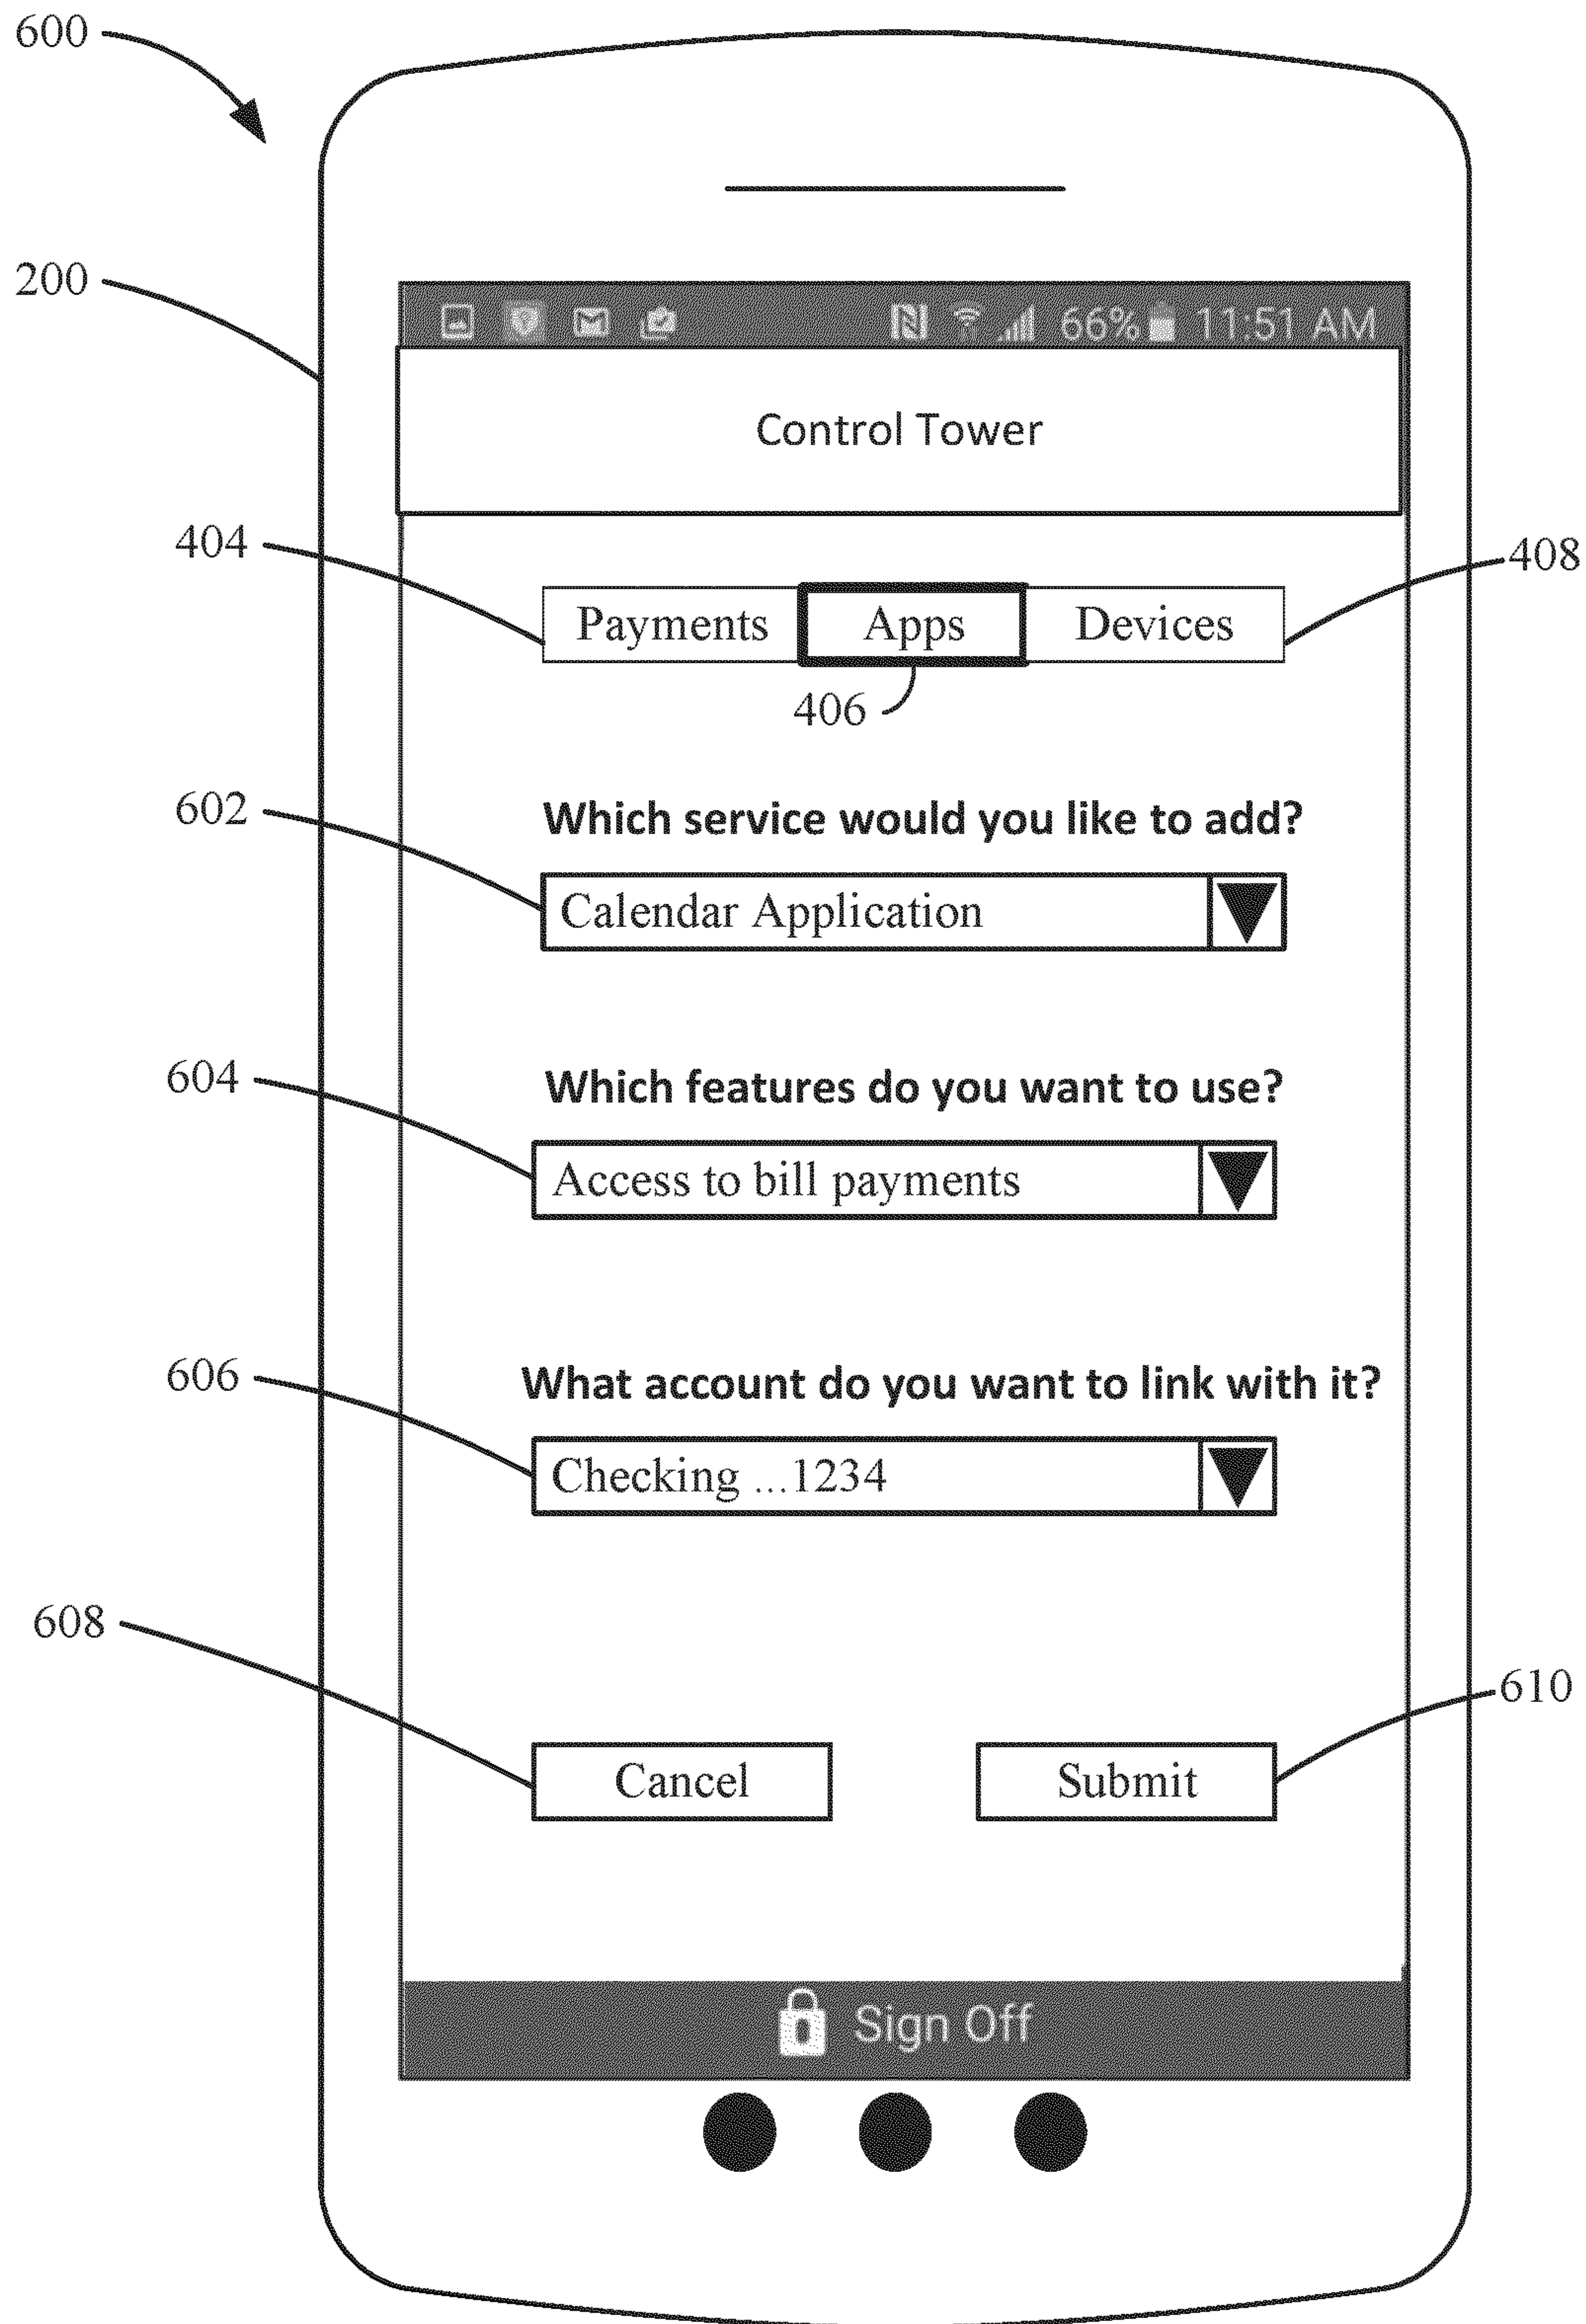 600
200
66% 11:51 AM
Control Tower
404
408
Payments Apps Devices
406
602
Which service would you like to add?
Calendar Application
604
Which features do you want to use?
Access to bill payments
606
What account do you want to link with it?
Checking ...1234
608
610
Cancel Submit
Sign Off